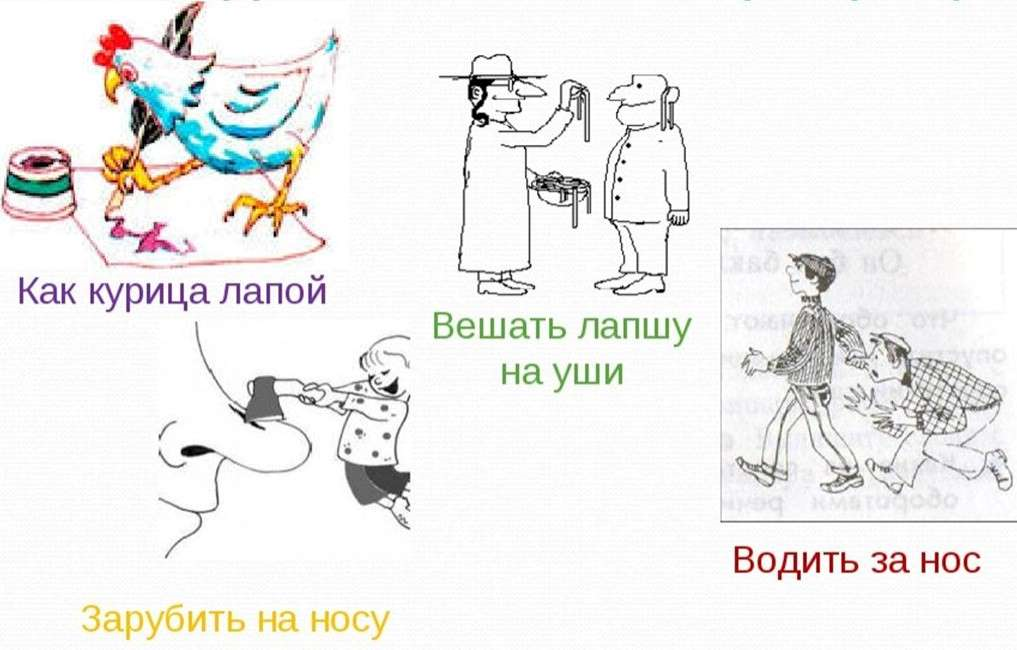 Как курица лапой
Вешать лапшу
на уши
Водить за нос
Зарубить на носу